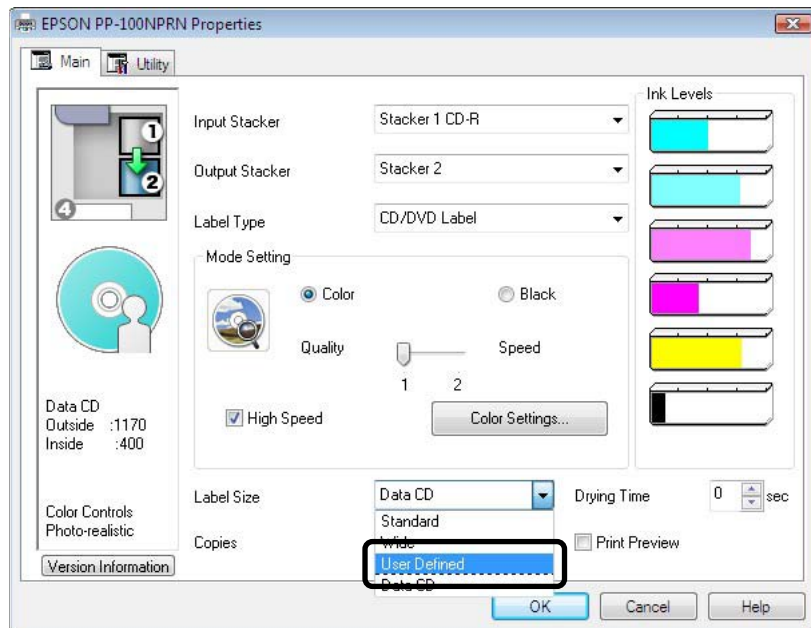 EPSON PP-100NPRN Properties
Main
Utility
1
2
4
Data CD
Outside :1170
Inside :400
Color Controls
Photo-realistic
Version Information
Input Stacker
Stacker 1 CD-R
Output Stacker
Stacker 2
Label Type
CD/DVD Label
Mode Setting
Color
Black
Quality
Speed
1 2
High Speed
Color Settings...
Label Size
Data CD
Standard
Wide
User Defined
Data CD
Drying Time
0
sec
Copies
Print Preview
Ink Levels
OK
Cancel
Help